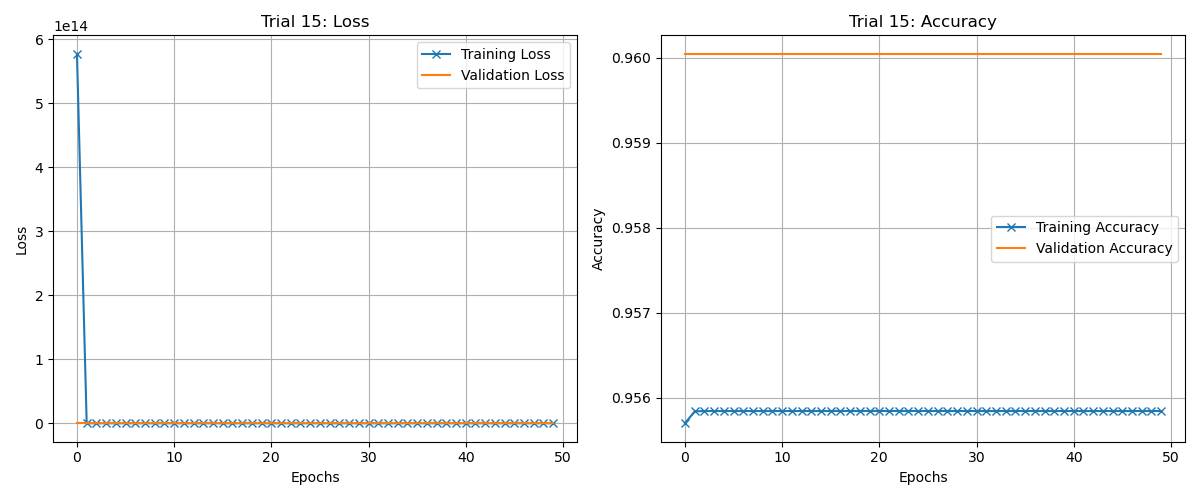 Trial 15: Loss
1e14
6
5
4
3
2
1
0
Loss
Training Loss
Validation Loss
0 10 20 30 40 50
Epochs
Trial 15: Accuracy
0.960
0.959
0.958
0.957
0.956
Accuracy
Training Accuracy
Validation Accuracy
0 10 20 30 40 50
Epochs